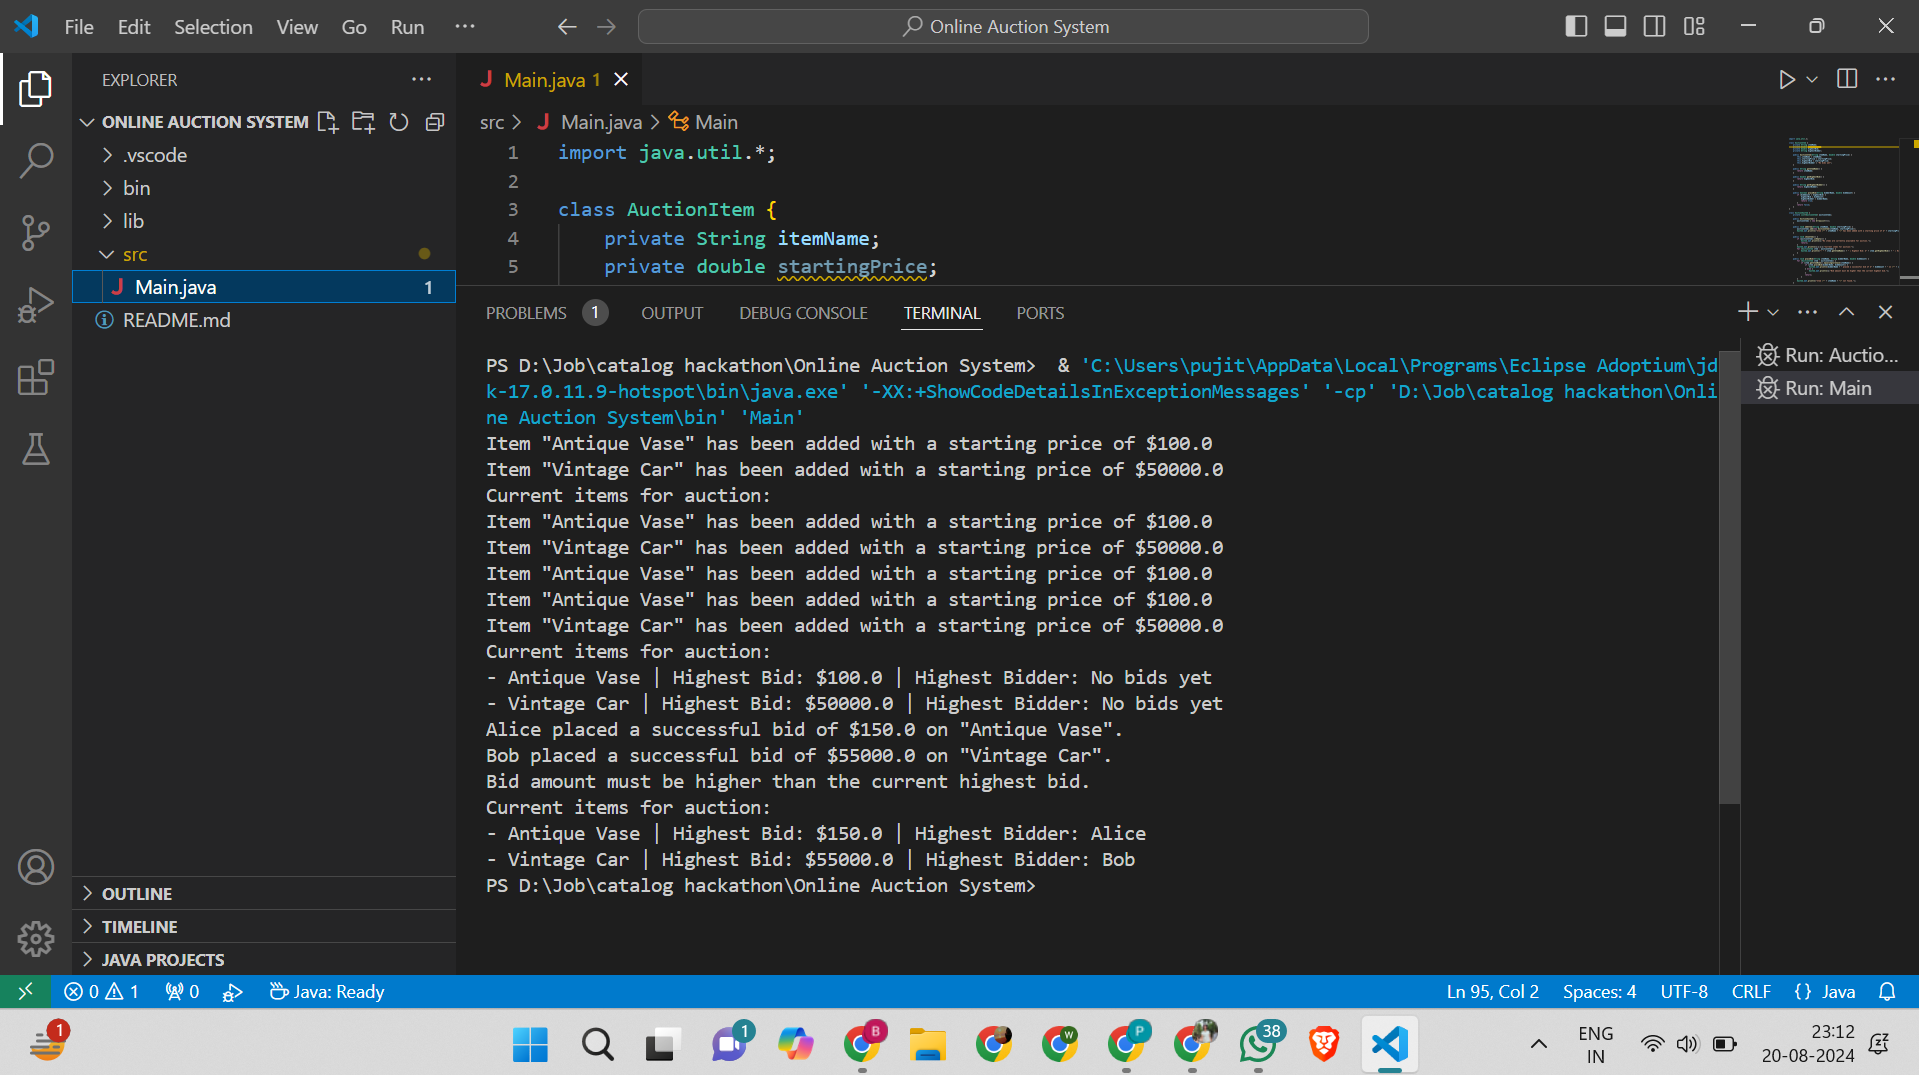 File Edit Selection View Go Run ··· Online Auction System
EXPLORER ···
ONLINE AUCTION SYSTEM
.vscode
bin
lib
src
Main.java 1
README.md
OUTLINE
TIMELINE
JAVA PROJECTS
Main.java 1
src > Main.java > Main
1 import java.util.*;
2
3 class AuctionItem {
4 private String itemName;
5 private double startingPrice;
PROBLEMS 1 OUTPUT DEBUG CONSOLE TERMINAL PORTS
PS D:\Job\catalog hackathon\Online Auction System>  & 'C:\Users\pujit\AppData\Local\Programs\Eclipse Adoptium\jd
k-17.0.11.9-hotspot\bin\java.exe' '-XX:+ShowCodeDetailsInExceptionMessages' '-cp' 'D:\Job\catalog hackathon\Onli
ne Auction System\bin' 'Main'
Item "Antique Vase" has been added with a starting price of $100.0
Item "Vintage Car" has been added with a starting price of $50000.0
Current items for auction:
Item "Antique Vase" has been added with a starting price of $100.0
Item "Vintage Car" has been added with a starting price of $50000.0
Item "Antique Vase" has been added with a starting price of $100.0
Item "Antique Vase" has been added with a starting price of $100.0
Item "Vintage Car" has been added with a starting price of $50000.0
Current items for auction:
- Antique Vase | Highest Bid: $100.0 | Highest Bidder: No bids yet
- Vintage Car | Highest Bid: $50000.0 | Highest Bidder: No bids yet
Alice placed a successful bid of $150.0 on "Antique Vase".
Bob placed a successful bid of $55000.0 on "Vintage Car".
Bid amount must be higher than the current highest bid.
Current items for auction:
- Antique Vase | Highest Bid: $150.0 | Highest Bidder: Alice
- Vintage Car | Highest Bid: $55000.0 | Highest Bidder: Bob
PS D:\Job\catalog hackathon\Online Auction System>
Run: Auctio...
Run: Main
0 1 0 Java: Ready Ln 95, Col 2 Spaces: 4 UTF-8 CRLF {} Java
1 1 B W P 38 ENG 23:12
IN 20-08-2024